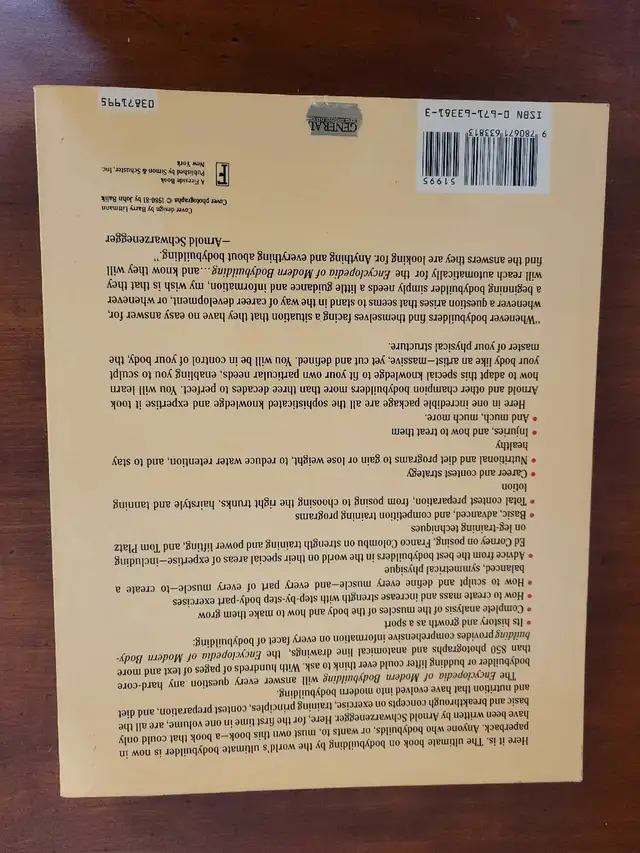 Here it is. The ultimate book on bodybuilding by the world's ultimate bodybuilder is now in
paperback. Anyone who bodybuilds, or wants to, must own this book—a book that could only
have been written by Arnold Schwarzenegger. Here, for the first time in one volume, are all the
basic and breakthrough concepts on exercise, training principles, contest preparation, and diet
and nutrition that have evolved into modern bodybuilding.
The Encyclopedia of Modern Bodybuilding will answer every question any hard-core
bodybuilder or budding lifter could ever think to ask. With hundreds of pages of text and more
than 850 photographs and anatomical line drawings, the Encyclopedia of Modern Body-
building provides comprehensive information on every facet of bodybuilding:
• Its history and growth as a sport
• Complete analysis of the muscles of the body and how to make them grow
• How to create mass and increase strength with step-by-step body-part exercises
• How to sculpt and define every muscle—and every part of every muscle—to create a
balanced, symmetrical physique
• Advice from the best bodybuilders in the world on their special areas of expertise—including
Ed Corney on posing, Franco Columbu on strength training and power lifting, and Tom Platz
on leg-training techniques
• Basic, advanced, and competition training programs
• Total contest preparation, from posing to choosing the right trunks, hairstyle and tanning
lotion
• Career and contest strategy
• Nutritional and diet programs to gain or lose weight, to reduce water retention, and to stay
healthy
• Injuries, and how to treat them
• And much, much more.
Here in one incredible package are all the sophisticated knowledge and expertise it took
Arnold and other champion bodybuilders more than three decades to perfect. You will learn
how to adapt this special knowledge to fit your own particular needs, enabling you to sculpt
your body like an artist—massive, yet cut and defined. You will be in control of your body, the
master of your physical structure.
"Whenever bodybuilders find themselves facing a situation that they have no easy answer for,
whenever a question arises that seems to stand in the way of career development, or whenever
a beginning bodybuilder simply needs a little guidance and information, my wish is that they
will reach automatically for the Encyclopedia of Modern Bodybuilding...and know they will
find the answers they are looking for. Anything and everything about bodybuilding."
—Arnold Schwarzenegger
Cover design by Barry Littmann
Cover photographs © 1980-81 by John Balik
F
A Fireside Book
Published by Simon & Schuster, Inc.
New York
51995
9 780671 633813
ISBN 0-671-63381-3
GENERAL
03671995